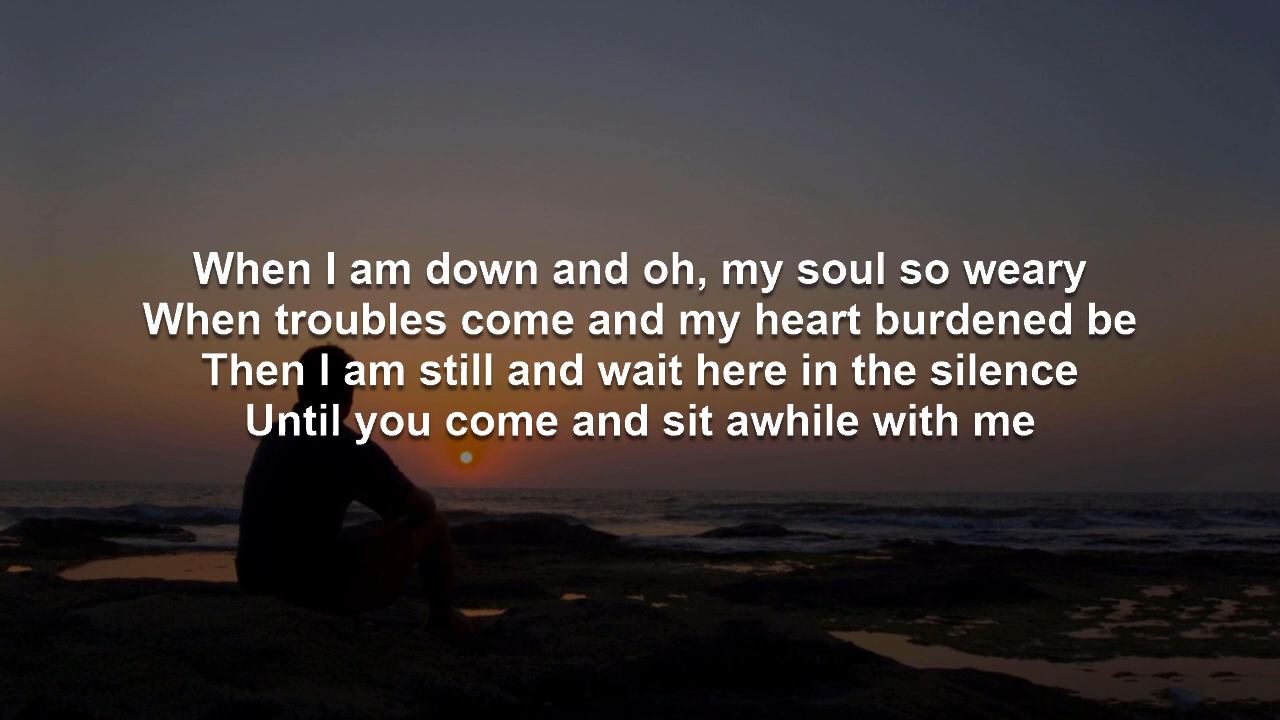 When I am down and oh, my soul so weary
When troubles come and my heart burdened be
Then I am still and wait here in the silence
Until you come and sit awhile with me